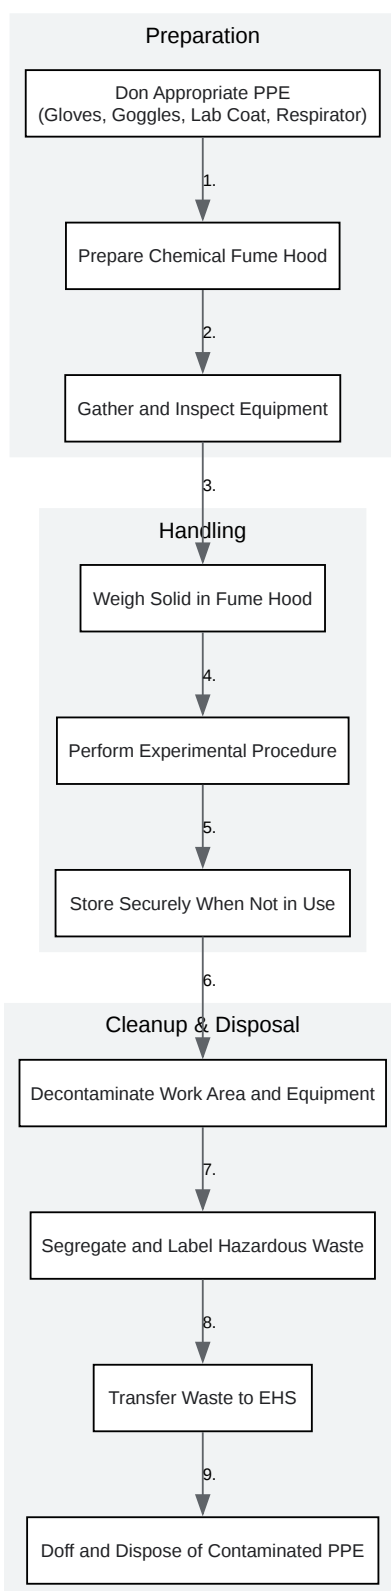 Preparation
Don Appropriate PPE
(Gloves, Goggles, Lab Coat, Respirator)
1.
Prepare Chemical Fume Hood
2.
Gather and Inspect Equipment
3.
Handling
Weigh Solid in Fume Hood
4.
Perform Experimental Procedure
5.
Store Securely When Not in Use
6.
Cleanup & Disposal
Decontaminate Work Area and Equipment
7.
Segregate and Label Hazardous Waste
8.
Transfer Waste to EHS
9.
Doff and Dispose of Contaminated PPE